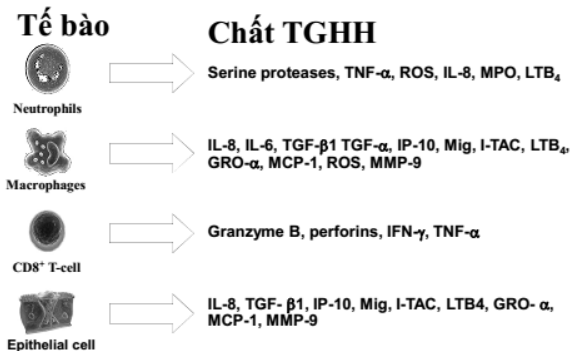 Tế bào
Chất TGHH
Serine proteases, TNF-α, ROS, IL-8, MPO, LTB₄
Neutrophils
IL-8, IL-6, TGF-β1 TGF-α, IP-10, Mig, I-TAC, LTB₄,
GRO-α, MCP-1, ROS, MMP-9
Macrophages
Granzyme B, perforins, IFN-γ, TNF-α
CD8⁺ T-cell
IL-8, TGF- β1, IP-10, Mig, I-TAC, LTB4, GRO- α,
MCP-1, MMP-9
Epithelial cell